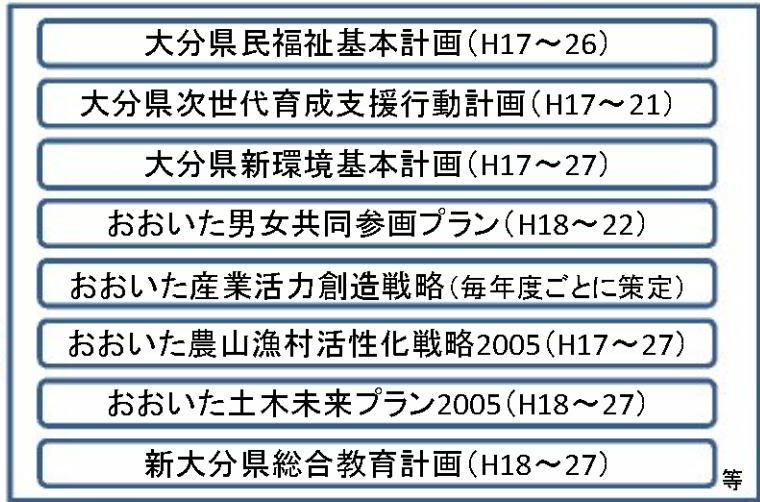 大分県民福祉基本計画(H17～26)
大分県次世代育成支援行動計画(H17～21)
大分県新環境基本計画(H17～27)
おおいた男女共同参画プラン(H18～22)
おおいた産業活力創造戦略(毎年度ごとに策定)
おおいた農山漁村活性化戦略2005(H17～27)
おおいた土木未来プラン2005(H18～27)
新大分県総合教育計画(H18～27)
等